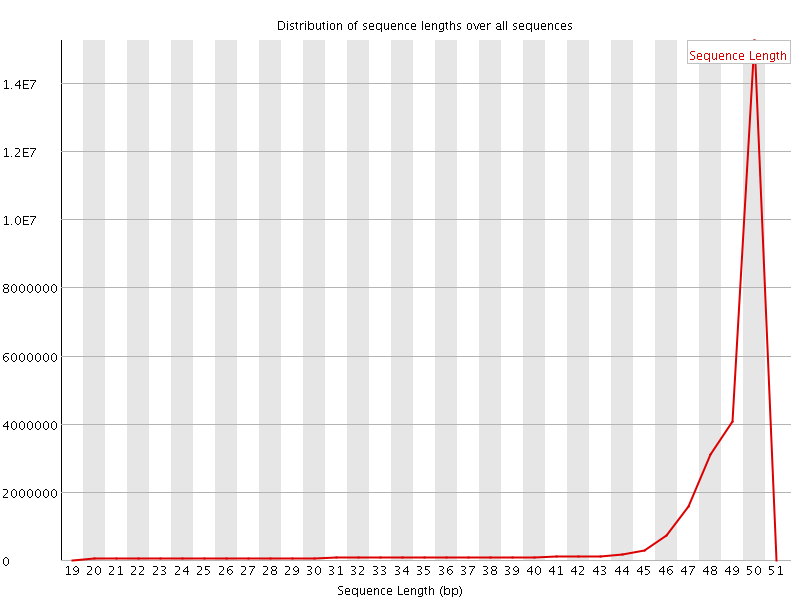 Distribution of sequence lengths over all sequences
Sequence Length
1.4E7
1.2E7
1.0E7
8000000
6000000
4000000
2000000
0
19 20 21 22 23 24 25 26 27 28 29 30 31 32 33 34 35 36 37 38 39 40 41 42 43 44 45 46 47 48 49 50 51
Sequence Length (bp)